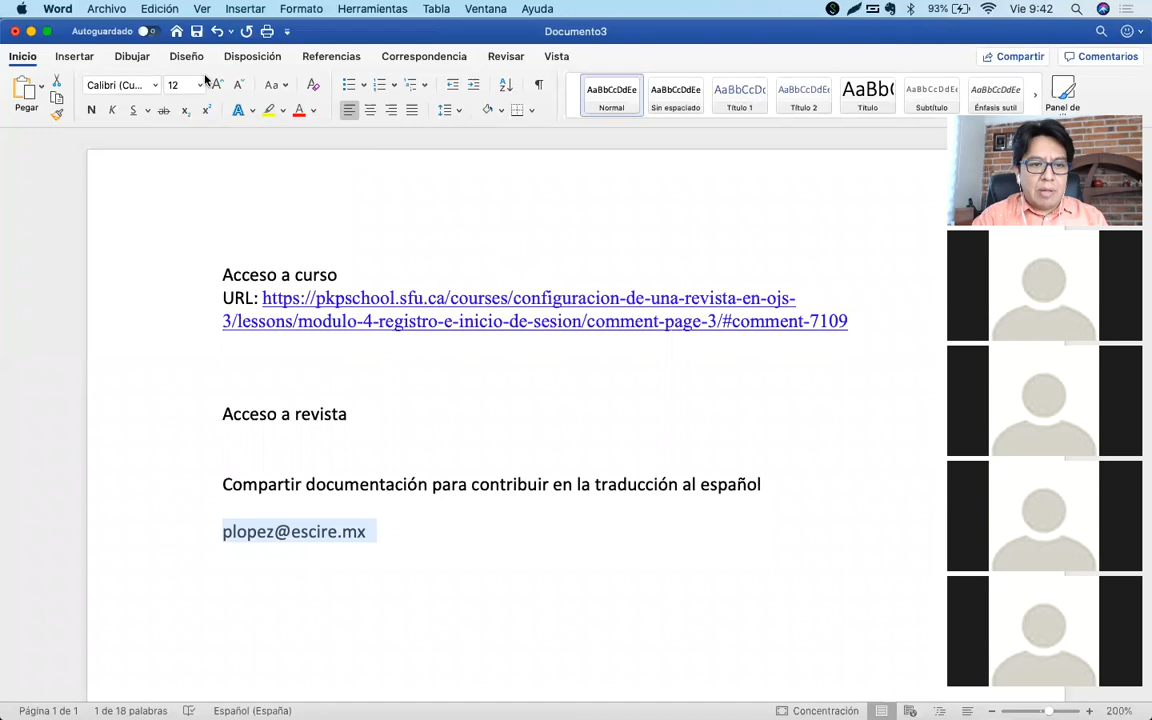 Word Archivo Edición Ver Insertar Formato Herramientas Tabla Ventana Ayuda 93% Vie 9:42
Autoguardado Documento3
Inicio Insertar Dibujar Diseño Disposición Referencias Correspondencia Revisar Vista Compartir Comentarios
Pegar Calibri (Cu... 12 Aa
N K S ab x₂ x² A A
AaBbCcDdEe AaBbCcDdEe AaBbCcDc AaBbCcDdEe AaBb( AaBbCcDdEe AaBbCcDdEe
Normal Sin espaciado Título 1 Título 2 Título Subtítulo Énfasis sutil Panel de
Acceso a curso
URL: https://pkpschool.sfu.ca/courses/configuracion-de-una-revista-en-ojs-
3/lessons/modulo-4-registro-e-inicio-de-sesion/comment-page-3/#comment-7109
Acceso a revista
Compartir documentación para contribuir en la traducción al español
plopez@escire.mx
Página 1 de 1 1 de 18 palabras Español (España) Concentración 200%